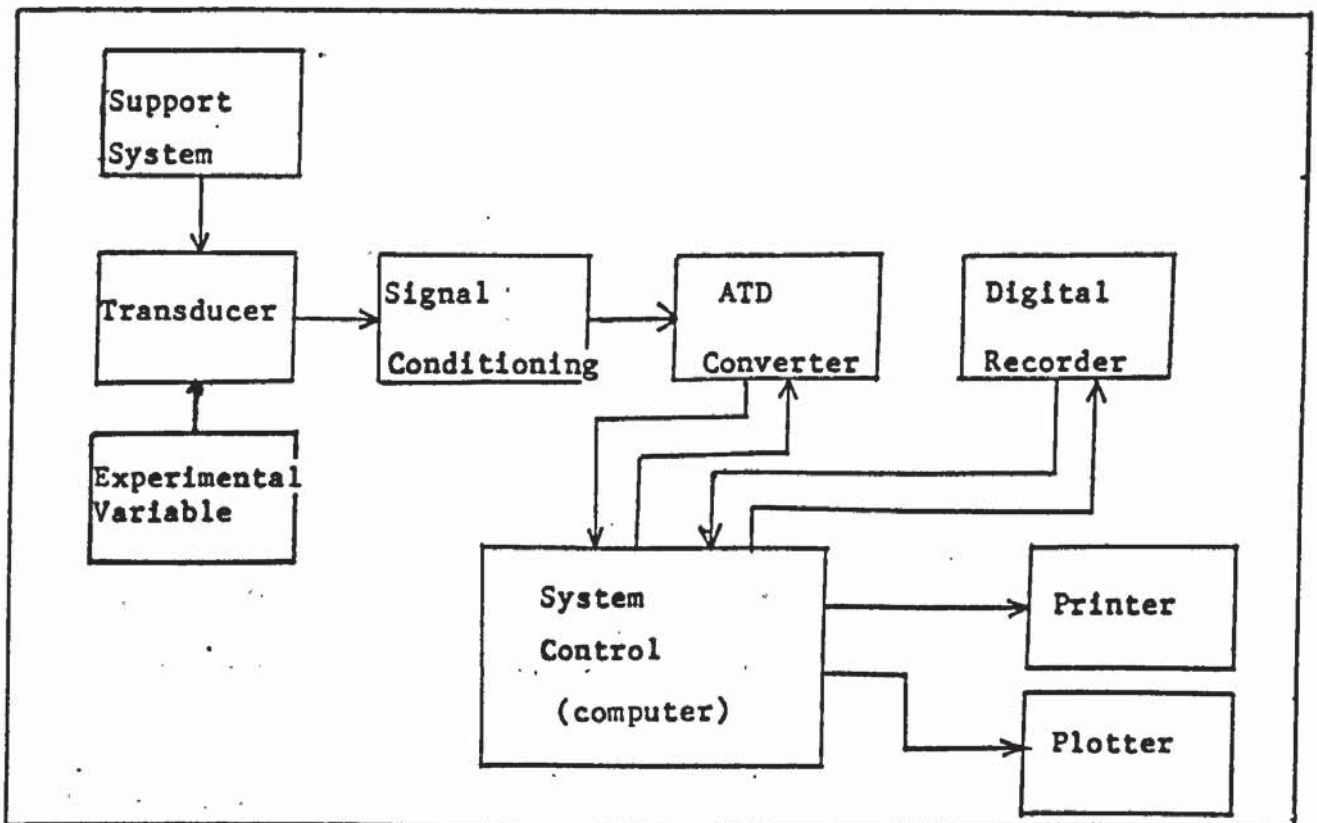 Support
System
Transducer
Signal
Conditioning
ATD
Converter
Digital
Recorder
Experimental
Variable
System
Control
(computer)
Printer
Plotter